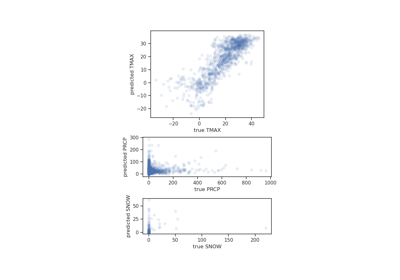 30
20
10
0
−10
−20
predicted TMAX
−20 0 20 40
true TMAX
300
200
100
0
predicted PRCP
0 200 400 600 800 1000
true PRCP
50
25
0
predicted SNOW
0 50 100 150 200
true SNOW